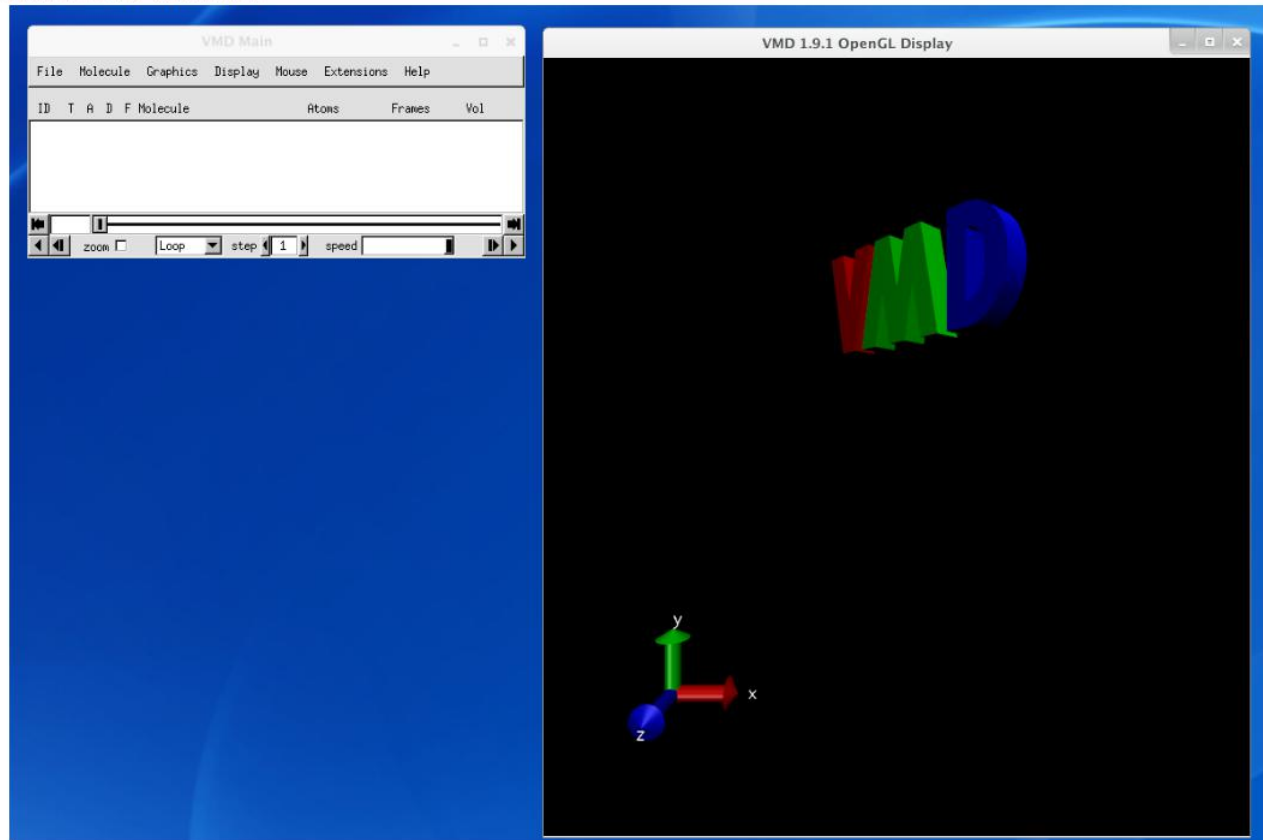 VMD Main
File Molecule Graphics Display Mouse Extensions Help
ID T A D F Molecule Atoms Frames Vol
zoom Loop step 1 speed
VMD 1.9.1 OpenGL Display
VMD
y
x
z